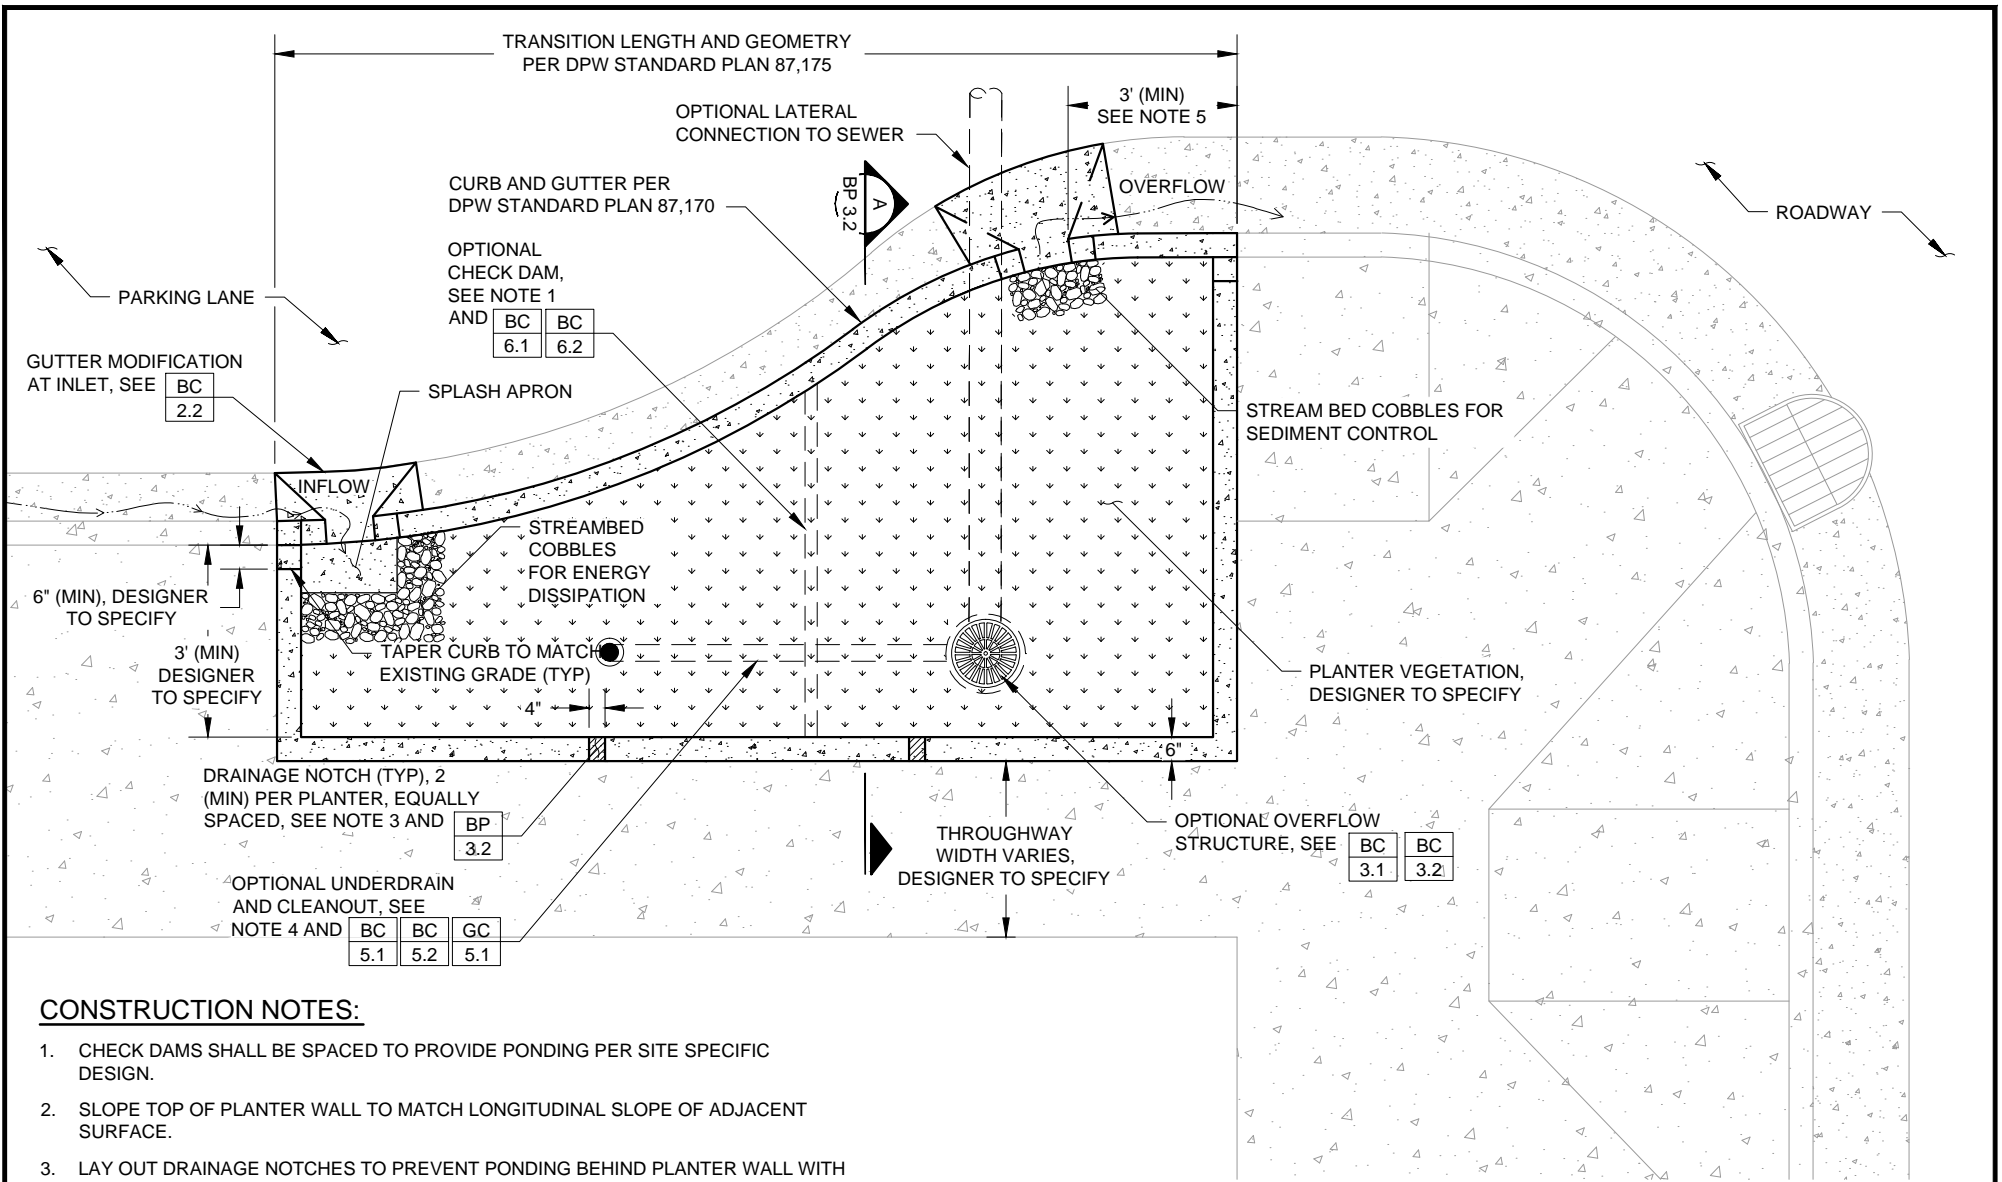 TRANSITION LENGTH AND GEOMETRY
PER DPW STANDARD PLAN 87,175
3' (MIN)
SEE NOTE 5
OPTIONAL LATERAL
CONNECTION TO SEWER
CURB AND GUTTER PER
DPW STANDARD PLAN 87,170
A
BP 3.2
OVERFLOW
ROADWAY
OPTIONAL
CHECK DAM,
SEE NOTE 1
AND BC 6.1 BC 6.2
PARKING LANE
GUTTER MODIFICATION
AT INLET, SEE BC 2.2
SPLASH APRON
STREAM BED COBBLES FOR
SEDIMENT CONTROL
INFLOW
STREAMBED
COBBLES
FOR ENERGY
DISSIPATION
6" (MIN), DESIGNER
TO SPECIFY
3' (MIN)
DESIGNER
TO SPECIFY
TAPER CURB TO MATCH
EXISTING GRADE (TYP)
PLANTER VEGETATION,
DESIGNER TO SPECIFY
4"
6"
DRAINAGE NOTCH (TYP), 2
(MIN) PER PLANTER, EQUALLY
SPACED, SEE NOTE 3 AND BP 3.2
THROUGHWAY
WIDTH VARIES,
DESIGNER TO SPECIFY
OPTIONAL OVERFLOW
STRUCTURE, SEE BC 3.1 BC 3.2
OPTIONAL UNDERDRAIN
AND CLEANOUT, SEE
NOTE 4 AND BC 5.1 BC 5.2 GC 5.1
CONSTRUCTION NOTES:
1. CHECK DAMS SHALL BE SPACED TO PROVIDE PONDING PER SITE SPECIFIC
DESIGN.
2. SLOPE TOP OF PLANTER WALL TO MATCH LONGITUDINAL SLOPE OF ADJACENT
SURFACE.
3. LAY OUT DRAINAGE NOTCHES TO PREVENT PONDING BEHIND PLANTER WALL WITH